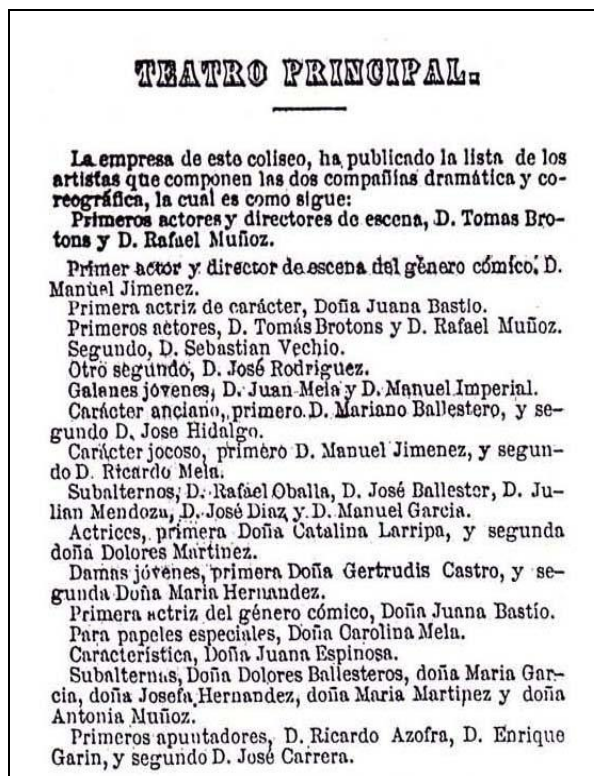 TEATRO PRINCIPAL.
La empresa de este coliseo, ha publicado la lista de los
artistas que componen las dos compañías dramática y co-
reográfica, la cual es como sigue:
Primeros actores y directores de escena, D. Tomas Bro-
tons y D. Rafael Muñoz.
Primer actor y director de escena del género cómico, D.
Manuel Jimenez.
Primera actriz de carácter, Doña Juana Bastio.
Primeros actores, D. Tomás Brotons y D. Rafael Muñoz.
Segundo, D. Sebastian Vechio.
Otro segundo, D. José Rodriguez.
Galanes jóvenes, D. Juan Mela y D. Manuel Imperial.
Carácter anciano, primero D. Mariano Ballestero, y se-
gundo D. Jose Hidalgo.
Carácter jocoso, primero D. Manuel Jimenez, y segun-
do D. Ricardo Mela.
Subalternos, D. Rafael Oballa, D. José Ballester, D. Ju-
lian Mendoza, D. José Diaz y D. Manuel Garcia.
Actrices, primera Doña Catalina Larripa, y segunda
doña Dolores Martinez.
Damas jóvenes, primera Doña Gertrudis Castro, y se-
gunda Doña Maria Hernandez.
Primera actriz del género cómico, Doña Juana Bastío.
Para papeles especiales, Doña Carolina Mela.
Característica, Doña Juana Espinosa.
Subalternas, Doña Dolores Ballesteros, doña Maria Gar-
cia, doña Josefa Hernandez, doña Maria Martinez y doña
Antonia Muñoz.
Primeros apuntadores, D. Ricardo Azofra, D. Enrique
Garin, y segundo D. José Carrera.